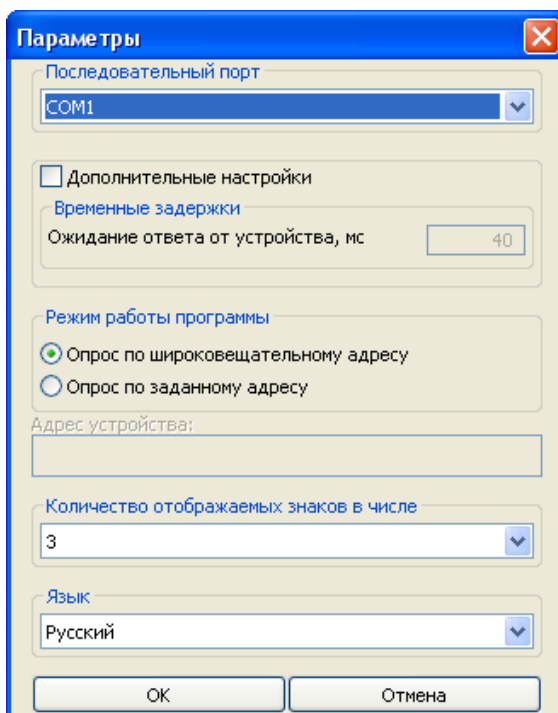 Параметры
Последовательный порт
COM1
Дополнительные настройки
Временные задержки
Ожидание ответа от устройства, мс 40
Режим работы программы
Опрос по широковещательному адресу
Опрос по заданному адресу
Адрес устройства:
Количество отображаемых знаков в числе
3
Язык
Русский
OK Отмена